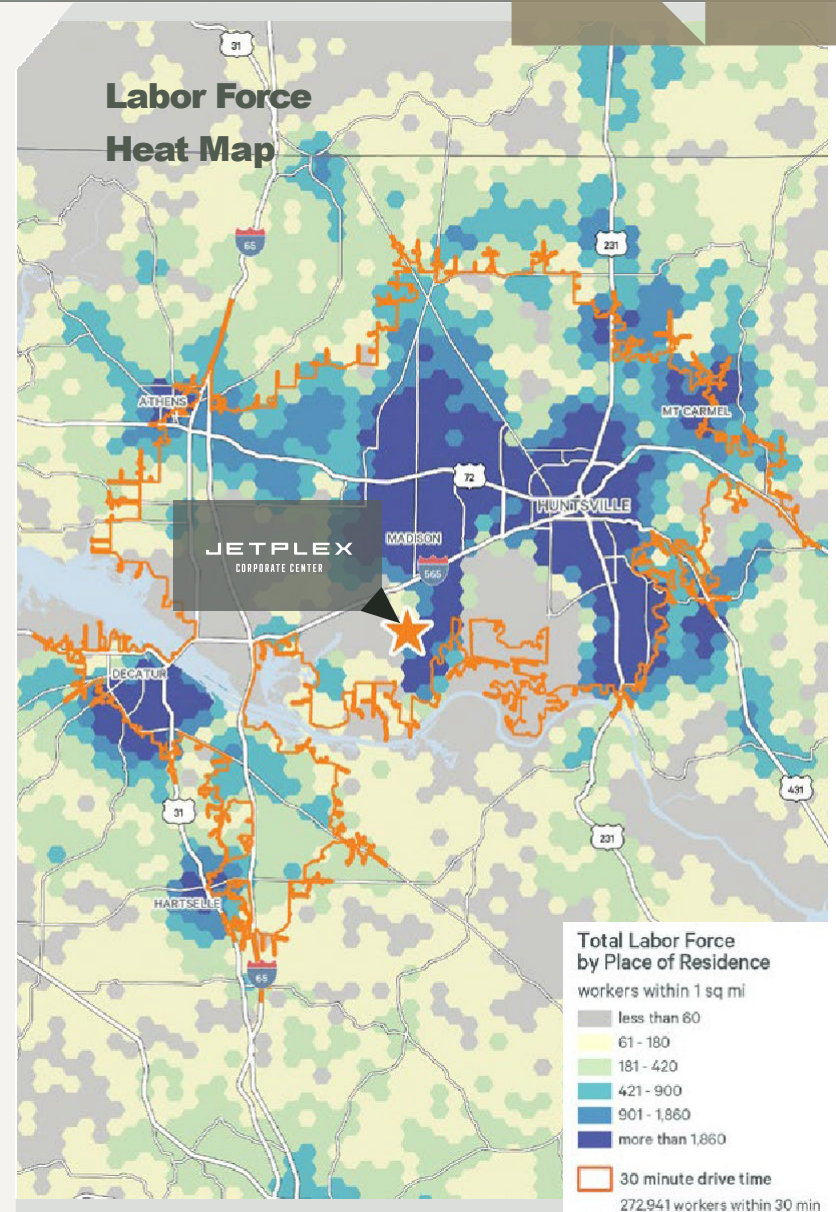 31
Labor Force
Heat Map
65
231
ATHENS
MT CARMEL
72
HUNTSVILLE
MADISON
JETPLEX
CORPORATE CENTER
565
DECATUR
31
431
231
HARTSELLE
65
Total Labor Force
by Place of Residence
workers within 1 sq mi
less than 60
61 - 180
181 - 420
421 - 900
901 - 1,860
more than 1,860
30 minute drive time
272,941 workers within 30 min